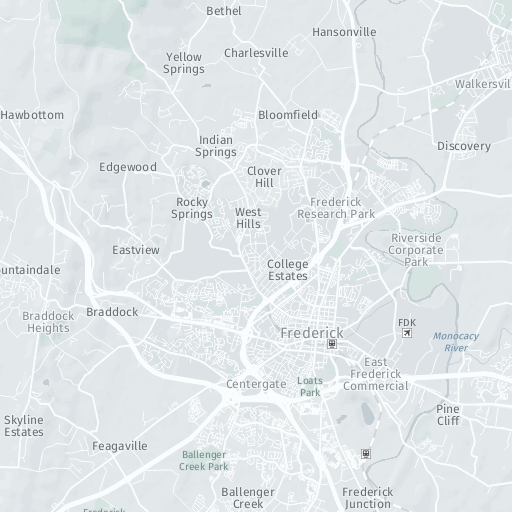 Bethel
Hansonville
Charlesville
Yellow
Springs
Walkersvil
Hawbottom
Bloomfield
Indian
Springs
Discovery
Edgewood
Clover
Hill
Rocky
Springs
West
Hills
Frederick
Research Park
Riverside
Corporate
Park
Eastview
College
Estates
ountaindale
Braddock
Braddock
Heights
FDK
Frederick
Monocacy
River
East
Frederick
Commercial
Centergate
Loats
Park
Skyline
Estates
Pine
Cliff
Feagaville
Ballenger
Creek Park
Ballenger
Creek
Frederick
Junction
Frederick